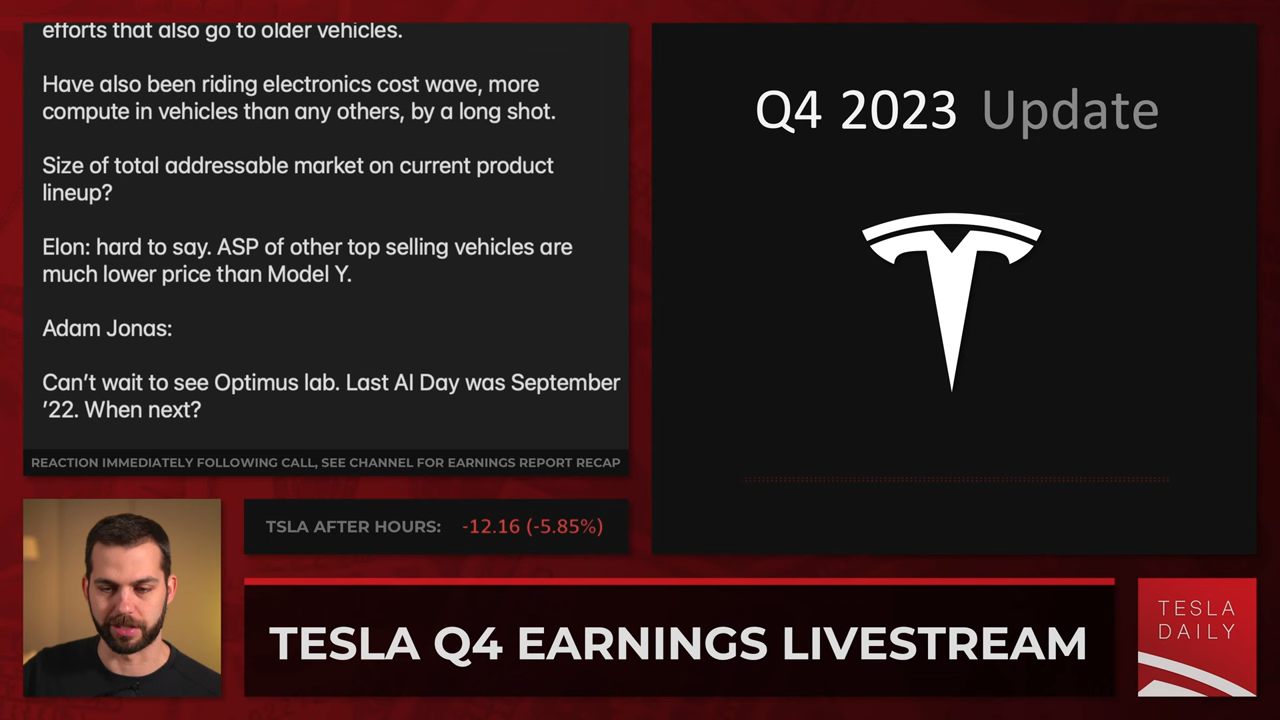 efforts that also go to older vehicles.
Have also been riding electronics cost wave, more
compute in vehicles than any others, by a long shot.
Size of total addressable market on current product
lineup?
Elon: hard to say. ASP of other top selling vehicles are
much lower price than Model Y.
Adam Jonas:
Can’t wait to see Optimus lab. Last AI Day was September
’22. When next?
REACTION IMMEDIATELY FOLLOWING CALL, SEE CHANNEL FOR EARNINGS REPORT RECAP
Q4 2023 Update
TSLA AFTER HOURS: -12.16 (-5.85%)
TESLA Q4 EARNINGS LIVESTREAM
TESLA
DAILY